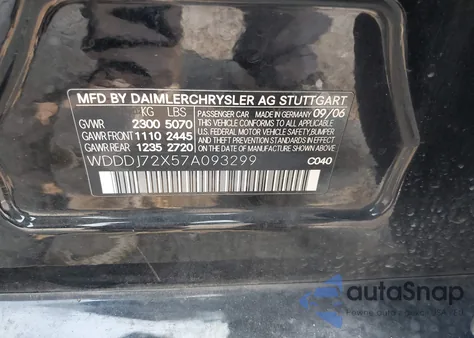 MFD BY DAIMLERCHRYSLER AG STUTTGART
KG LBS PASSENGER CAR MADE IN GERMANY 09/06
GVWR 2300 5070
GAWR FRONT 1110 2445
GAWR REAR 1235 2720
THIS VEHICLE CONFORMS TO ALL APPLICABLE
U.S. FEDERAL MOTOR VEHICLE SAFETY, BUMPER,
AND THEFT PREVENTION STANDARDS IN EFFECT
ON THE DATE OF MANUFACTURE SHOWN ABOVE.
WDDDJ72X57A093299
C040
autoSnap